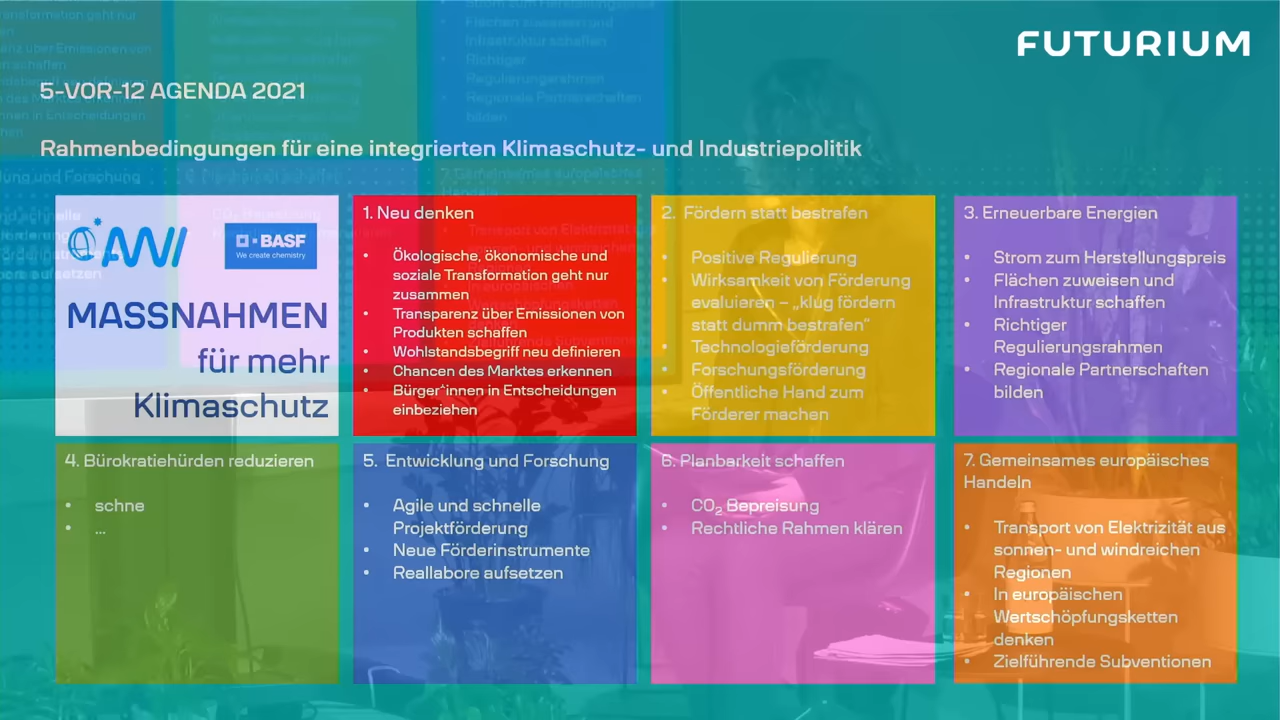 FUTURIUM
5-VOR-12 AGENDA 2021
Rahmenbedingungen für eine integrierten Klimaschutz- und Industriepolitik
AWI
BASF
We create chemistry
MASSNAHMEN
für mehr
Klimaschutz
1. Neu denken
• Ökologische, ökonomische und
soziale Transformation geht nur
zusammen
• Transparenz über Emissionen von
Produkten schaffen
• Wohlstandsbegriff neu definieren
• Chancen des Marktes erkennen
• Bürger*innen in Entscheidungen
einbeziehen
2. Fördern statt bestrafen
• Positive Regulierung
• Wirksamkeit von Förderung
evaluieren – „klug fördern
statt dumm bestrafen“
• Technologieförderung
• Forschungsförderung
• Öffentliche Hand zum
Förderer machen
3. Erneuerbare Energien
• Strom zum Herstellungspreis
• Flächen zuweisen und
Infrastruktur schaffen
• Richtiger
Regulierungsrahmen
• Regionale Partnerschaften
bilden
4. Bürokratiehürden reduzieren
• schne
• ...
5. Entwicklung und Forschung
• Agile und schnelle
Projektförderung
• Neue Förderinstrumente
• Reallabore aufsetzen
6. Planbarkeit schaffen
• CO₂ Bepreisung
• Rechtliche Rahmen klären
7. Gemeinsames europäisches
Handeln
• Transport von Elektrizität aus
sonnen- und windreichen
Regionen
• In europäischen
Wertschöpfungsketten
denken
• Zielführende Subventionen